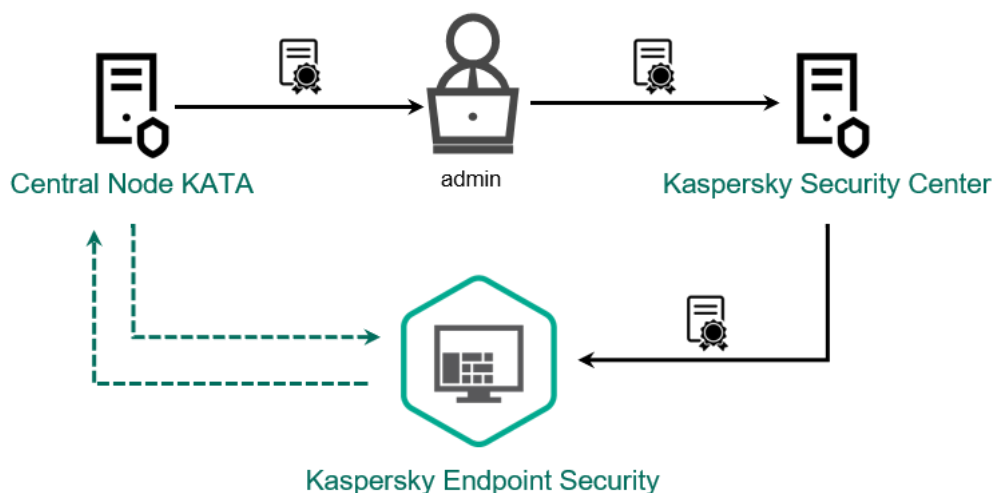 admin
Central Node KATA
Kaspersky Security Center
Kaspersky Endpoint Security